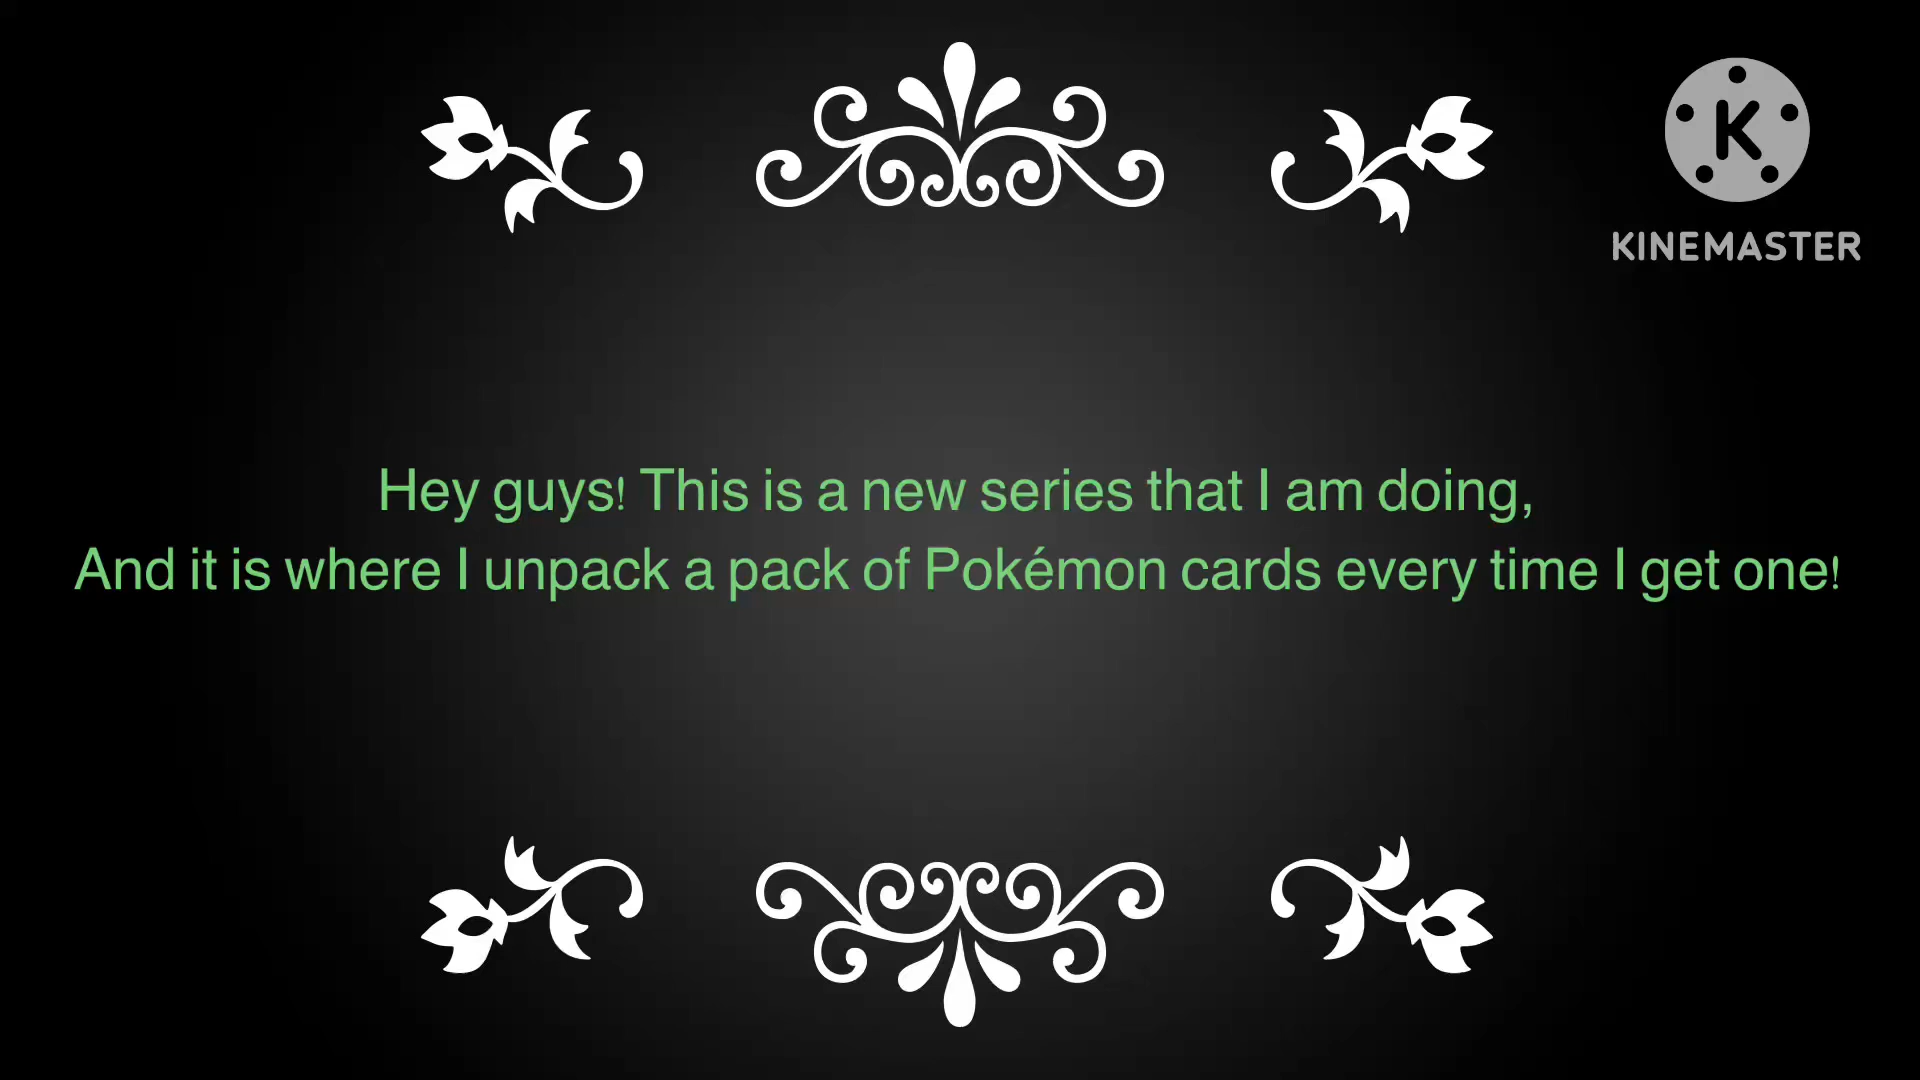 K
KINEMASTER
Hey guys! This is a new series that I am doing,
And it is where I unpack a pack of Pokémon cards every time I get one!